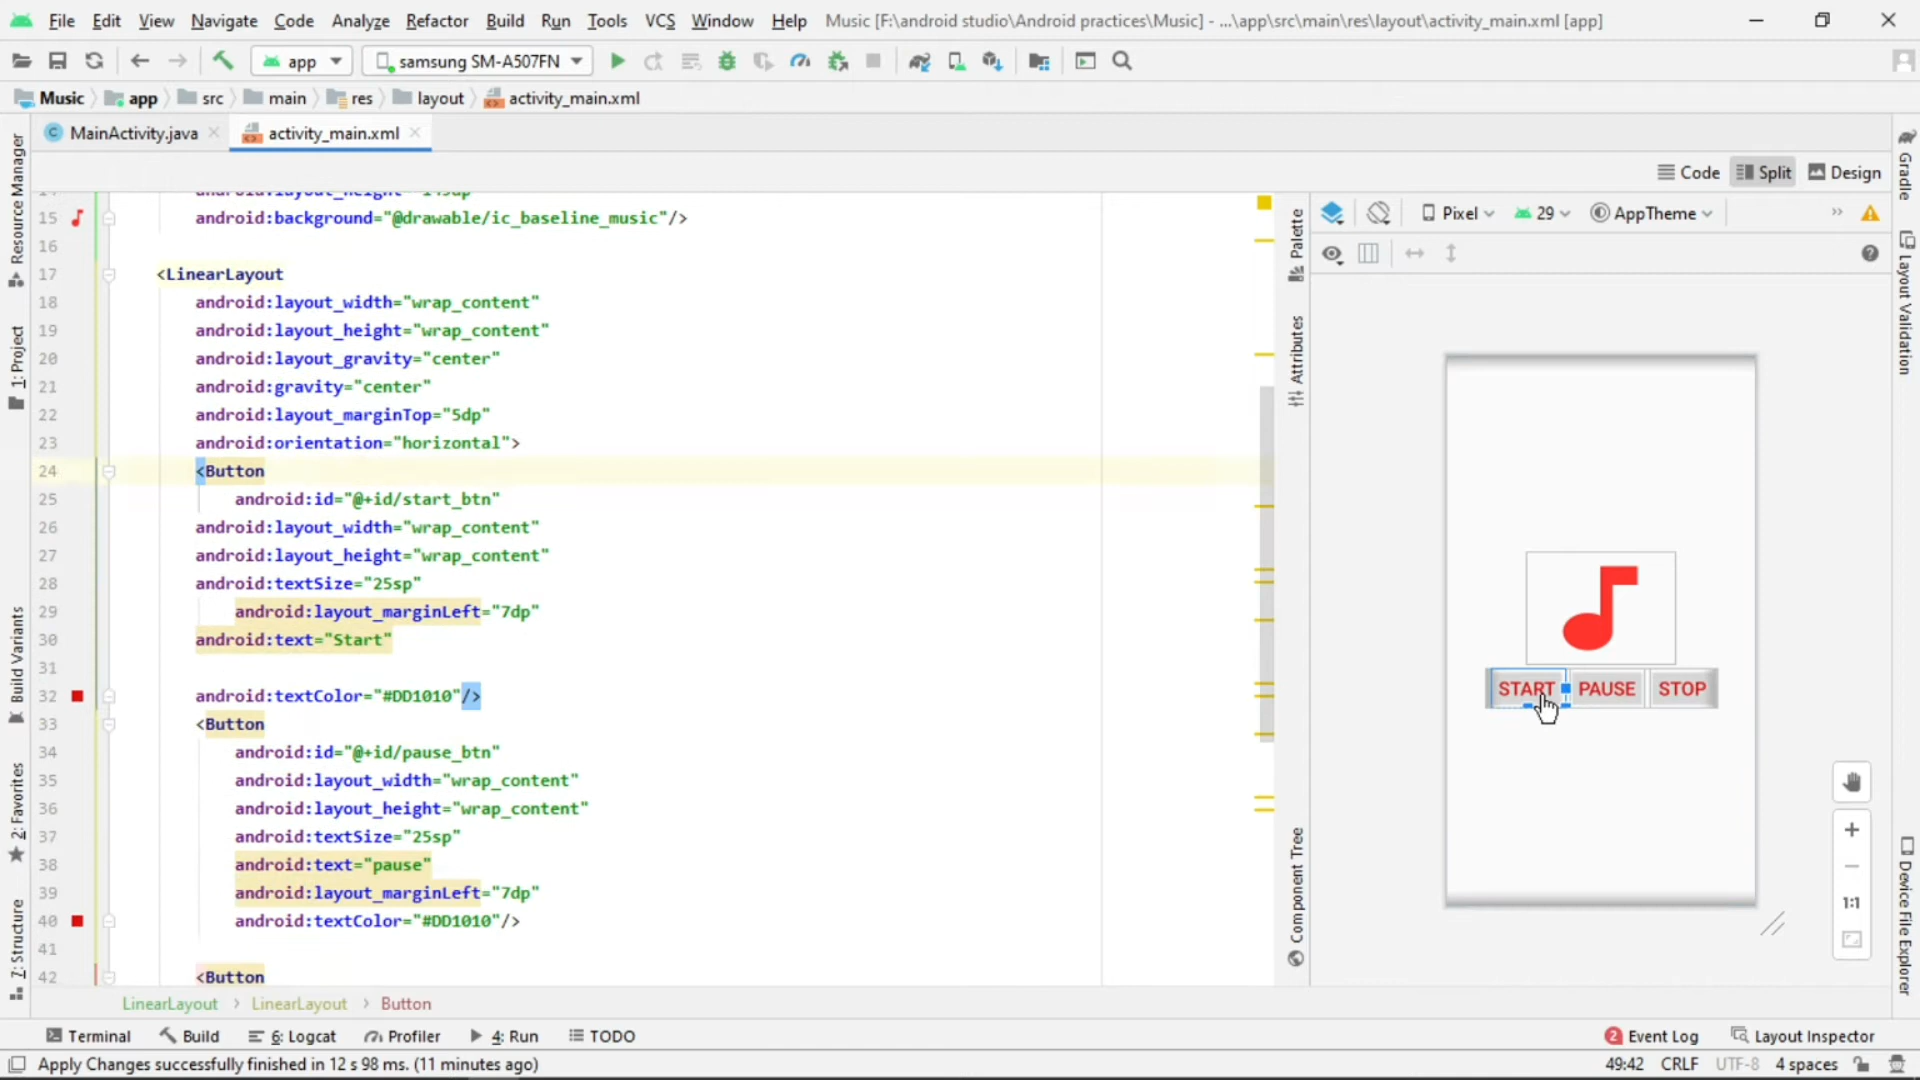 File Edit View Navigate Code Analyze Refactor Build Run Tools VCS Window Help Music [F:\android studio\Android practices\Music] - ...\app\src\main\res\layout\activity_main.xml [app]
app samsung SM-A507FN
Music app src main res layout activity_main.xml
MainActivity.java activity_main.xml
Code Split Design
15 android:background="@drawable/ic_baseline_music"/>
16
17 <LinearLayout
18 android:layout_width="wrap_content"
19 android:layout_height="wrap_content"
20 android:layout_gravity="center"
21 android:gravity="center"
22 android:layout_marginTop="5dp"
23 android:orientation="horizontal">
24 <Button
25 android:id="@+id/start_btn"
26 android:layout_width="wrap_content"
27 android:layout_height="wrap_content"
28 android:textSize="25sp"
29 android:layout_marginLeft="7dp"
30 android:text="Start"
31
32 android:textColor="#DD1010"/>
33 <Button
34 android:id="@+id/pause_btn"
35 android:layout_width="wrap_content"
36 android:layout_height="wrap_content"
37 android:textSize="25sp"
38 android:text="pause"
39 android:layout_marginLeft="7dp"
40 android:textColor="#DD1010"/>
41
42 <Button
LinearLayout > LinearLayout > Button
Resource Manager
1: Project
Build Variants
2: Favorites
7: Structure
Palette
Attributes
Component Tree
Pixel 29 AppTheme »
START PAUSE STOP
1:1
Gradle
Layout Validation
Device File Explorer
Terminal Build 6: Logcat Profiler 4: Run TODO 2 Event Log Layout Inspector
Apply Changes successfully finished in 12 s 98 ms. (11 minutes ago) 49:42 CRLF UTF-8 4 spaces